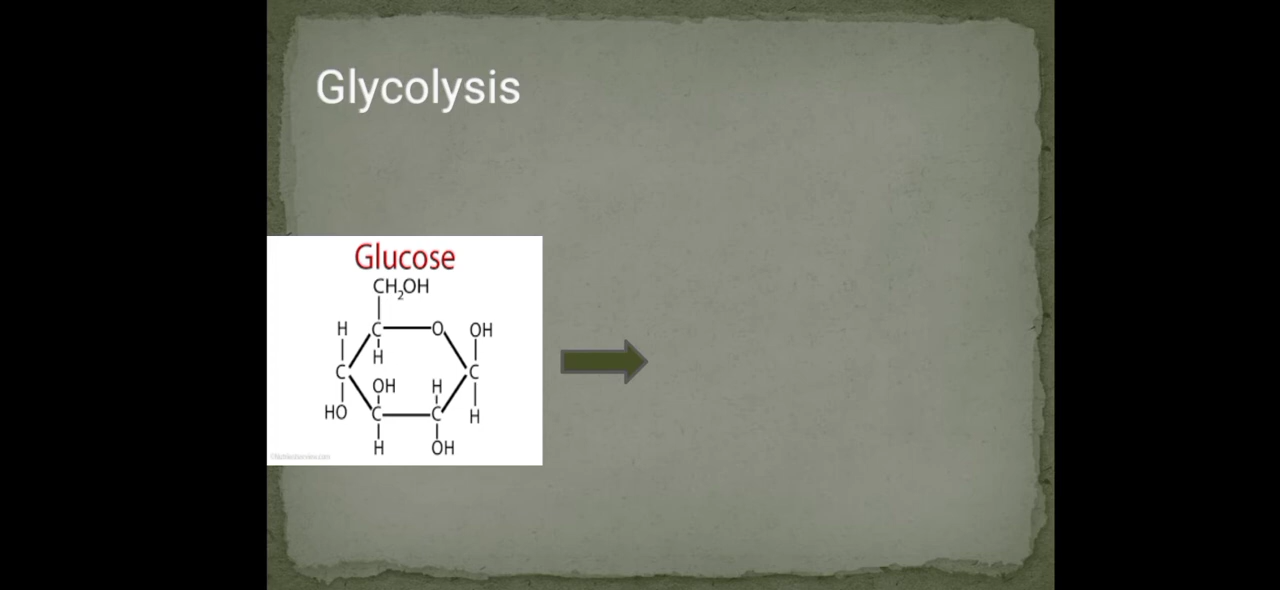 Glycolysis
Glucose
CH₂OH
H C O OH
H
C OH H C
HO C C H
H OH